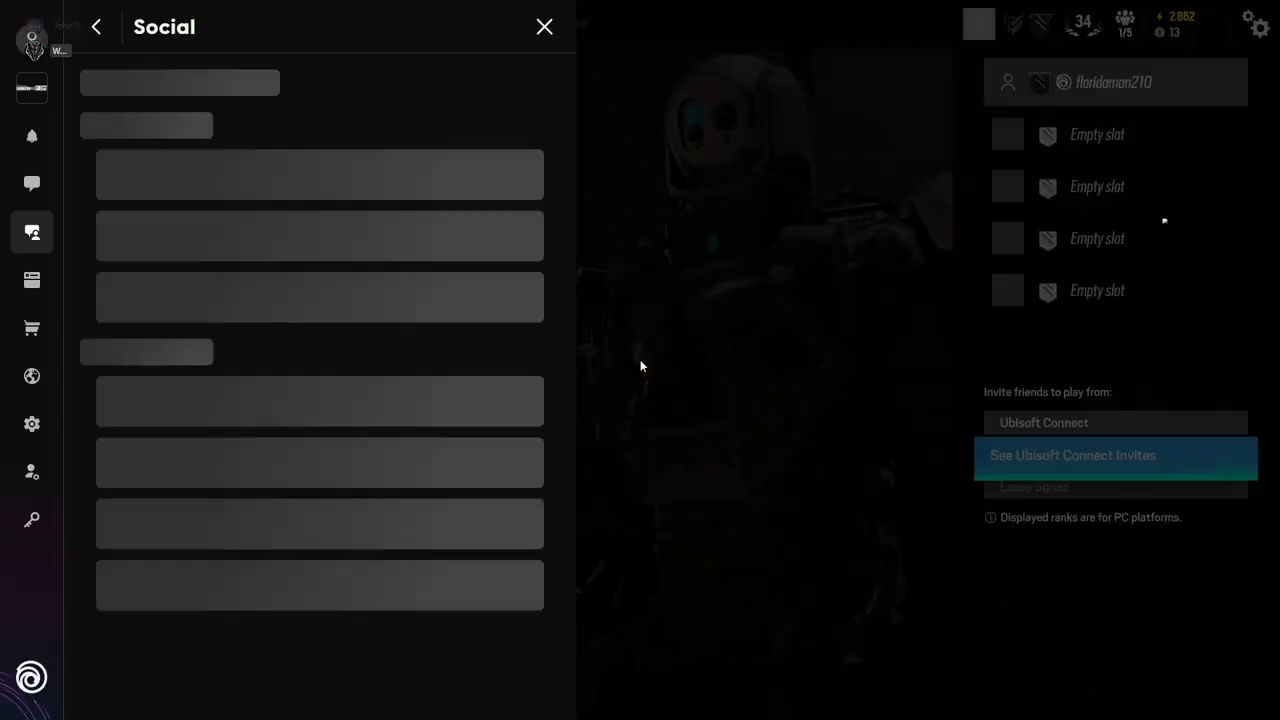 Social
W...
34
1/5
2862
13
floridaman210
Empty slot
Empty slot
Empty slot
Empty slot
Invite friends to play from:
Ubisoft Connect
See Ubisoft Connect Invites
Leave Squad
Displayed ranks are for PC platforms.